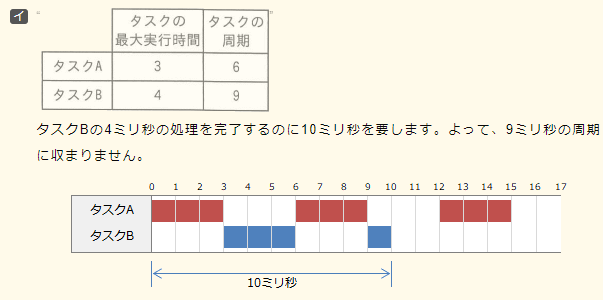 イ
タスクの
最大実行時間
タスクの
周期
タスクA 3 6
タスクB 4 9
タスクBの4ミリ秒の処理を完了するのに10ミリ秒を要します。よって、9ミリ秒の周期
に収まりません。
0 1 2 3 4 5 6 7 8 9 10 11 12 13 14 15 16 17
タスクA
タスクB
10ミリ秒